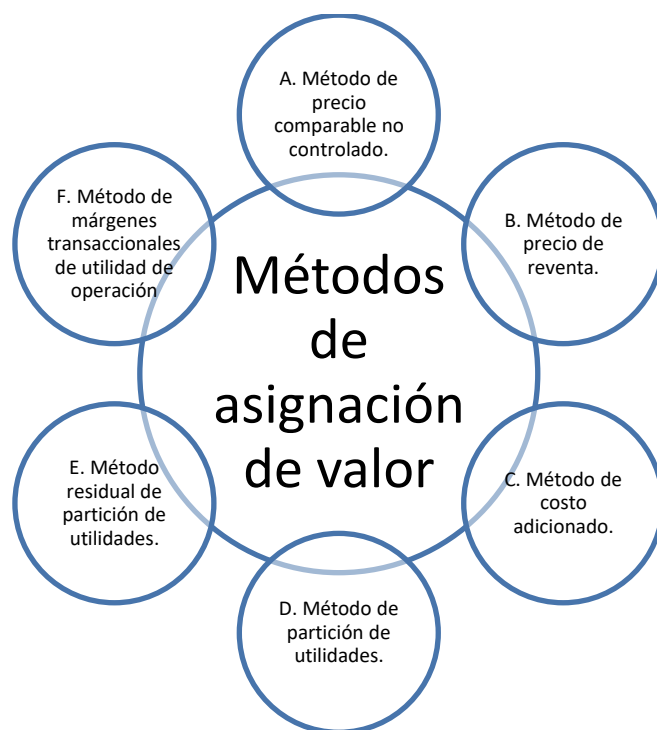 A. Método de
precio
comparable no
controlado.
B. Método de
precio de
reventa.
C. Método de
costo
adicionado.
D. Método de
partición de
utilidades.
E. Método
residual de
partición de
utilidades.
F. Método de
márgenes
transaccionales
de utilidad de
operación
Métodos
de
asignación
de valor